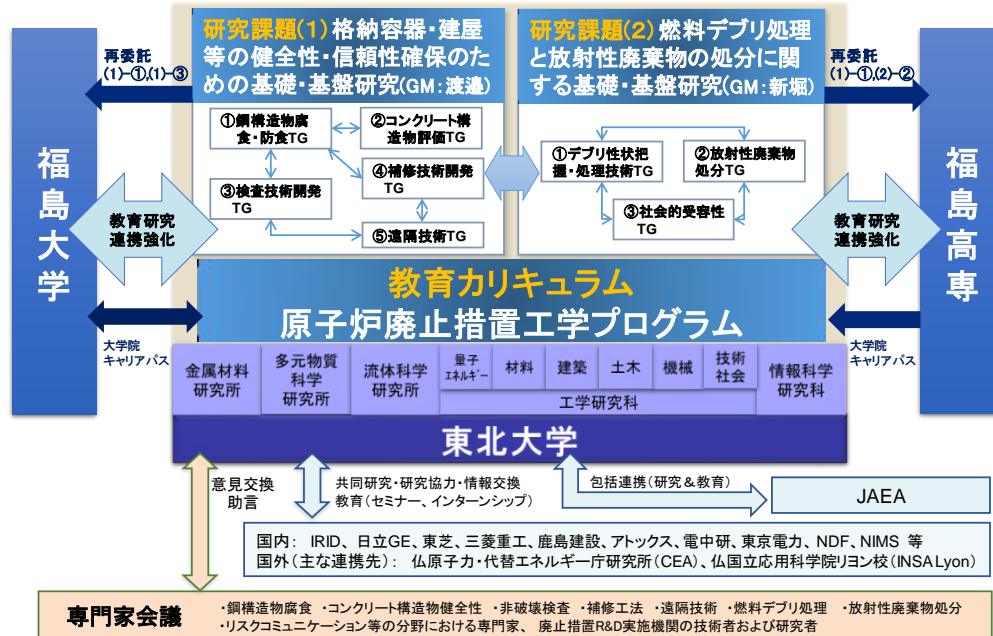 研究課題(1) 格納容器・建屋
等の健全性・信頼性確保のた
めの基礎・基盤研究(GM:渡邉)
研究課題(2) 燃料デブリ処理
と放射性廃棄物の処分に関
する基礎・基盤研究(GM:新堀)
再委託
(1)-①,(1)-③
再委託
(1)-①,(2)-②
①鋼構造物腐
食・防食TG
②コンクリート構
造物評価TG
③検査技術開発
TG
④補修技術開発
TG
⑤遠隔技術TG
①デブリ性状把
握・処理技術TG
②放射性廃棄物
処分TG
③社会的受容性
TG
福島大学
福島高専
教育研究
連携強化
教育研究
連携強化
教育カリキュラム
原子炉廃止措置工学プログラム
大学院
キャリアパス
大学院
キャリアパス
金属材料
研究所
多元物質
科学
研究所
流体科学
研究所
量子
エネルギー
材料
建築
土木
機械
技術
社会
工学研究科
情報科学
研究科
東北大学
意見交換
助言
共同研究・研究協力・情報交換
教育(セミナー、インターンシップ)
包括連携(研究&教育)
JAEA
国内: IRID、日立GE、東芝、三菱重工、鹿島建設、アトックス、電中研、東京電力、NDF、NIMS 等
国外(主な連携先): 仏原子力・代替エネルギー庁研究所(CEA)、仏国立応用科学院リヨン校(INSA Lyon)
専門家会議
・鋼構造物腐食 ・コンクリート構造物健全性 ・非破壊検査 ・補修工法 ・遠隔技術 ・燃料デブリ処理 ・放射性廃棄物処分
・リスクコミュニケーション等の分野における専門家、 廃止措置R&D実施機関の技術者および研究者